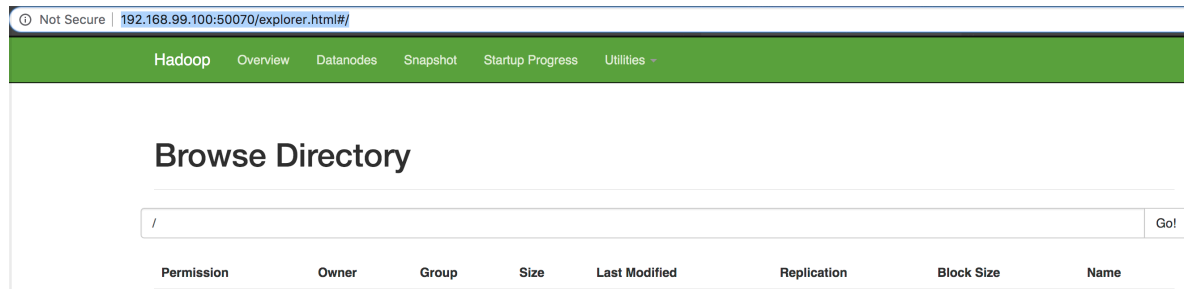 Not Secure | 192.168.99.100:50070/explorer.html#/
Hadoop Overview Datanodes Snapshot Startup Progress Utilities
Browse Directory
/ Go!
Permission Owner Group Size Last Modified Replication Block Size Name